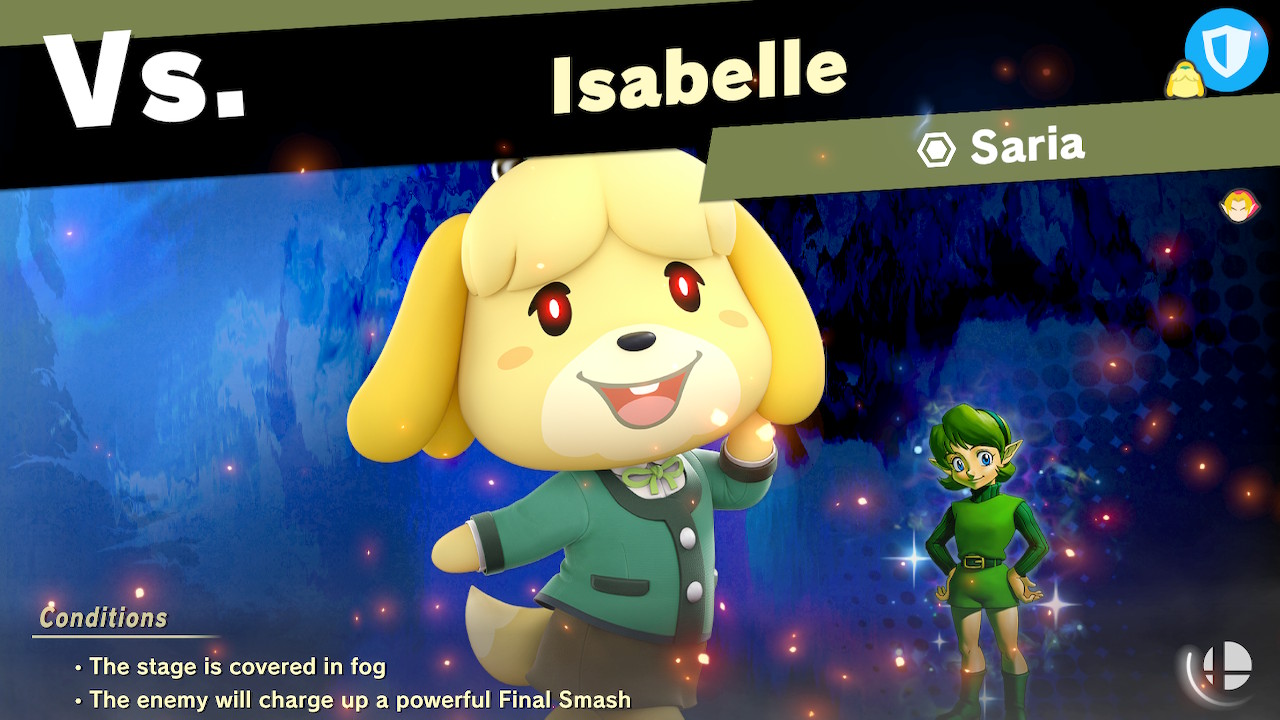 Vs.
Isabelle
Saria
Conditions
• The stage is covered in fog
• The enemy will charge up a powerful Final Smash